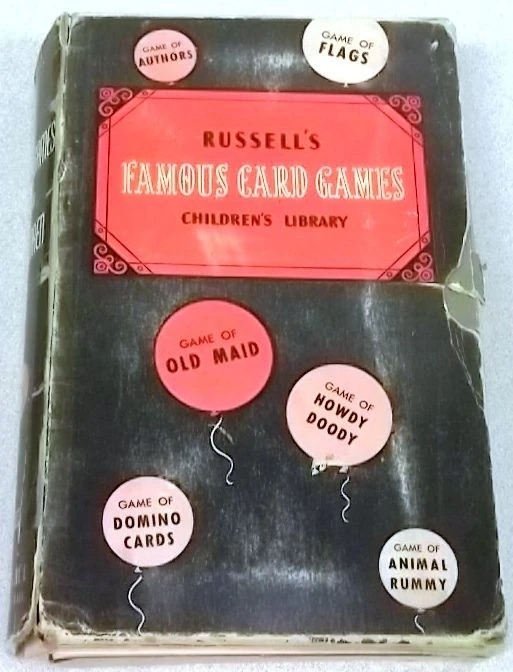 GAME OF
AUTHORS
GAME OF
FLAGS
RUSSELL'S
FAMOUS CARD GAMES
CHILDREN'S LIBRARY
GAME OF
OLD MAID
GAME OF
HOWDY
DOODY
GAME OF
DOMINO
CARDS
GAME OF
ANIMAL
RUMMY